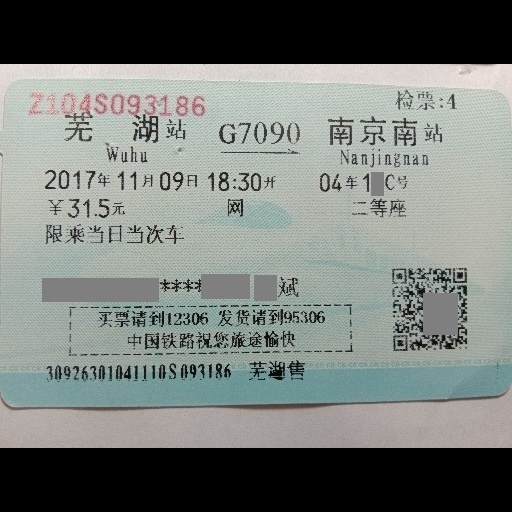 Z104S093186
检票:4
芜湖站 G7090 南京南站
Wuhu Nanjingnan
2017年11月09日 18:30开 04车1 C号
￥31.5元 网 二等座
限乘当日当次车
**** 斌
买票请到12306 发货请到95306
中国铁路祝您旅途愉快
30926301041110S093186 芜湖售